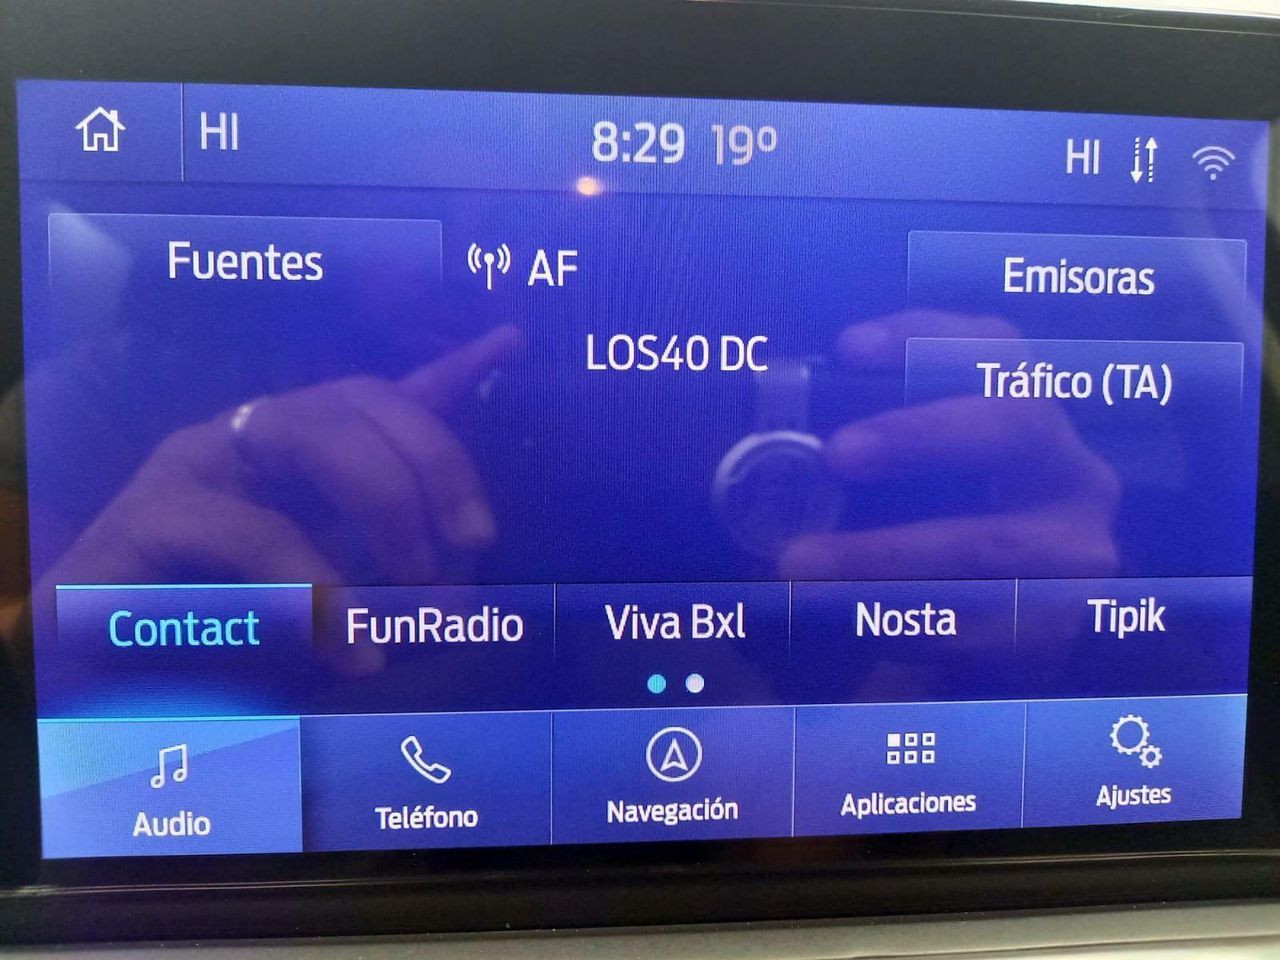 HI 8:29 19º HI
Fuentes AF Emisoras
LOS40 DC
Tráfico (TA)
Contact FunRadio Viva Bxl Nosta Tipik
Audio Teléfono Navegación Aplicaciones Ajustes